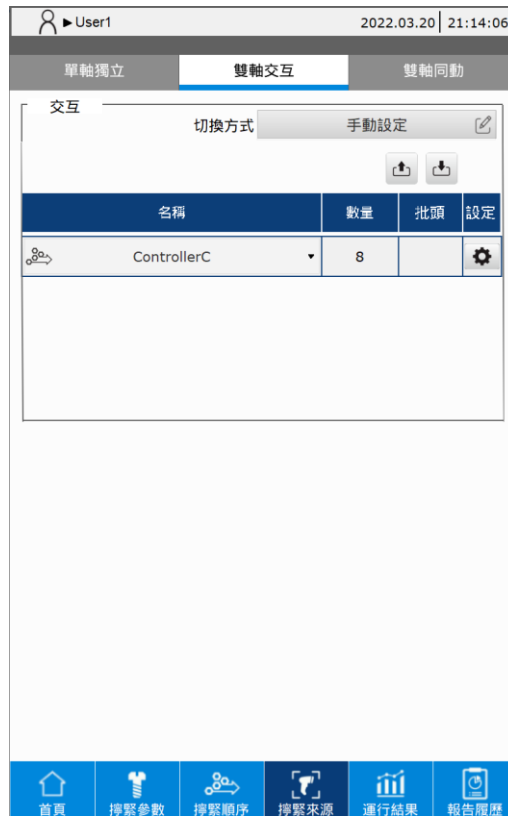 ►User1 2022.03.20 21:14:06
單軸獨立 雙軸交互 雙軸同動
交互
切換方式 手動設定
名稱 數量 批頭 設定
ControllerC 8
首頁 擰緊參數 擰緊順序 擰緊來源 運行結果 報告履歷